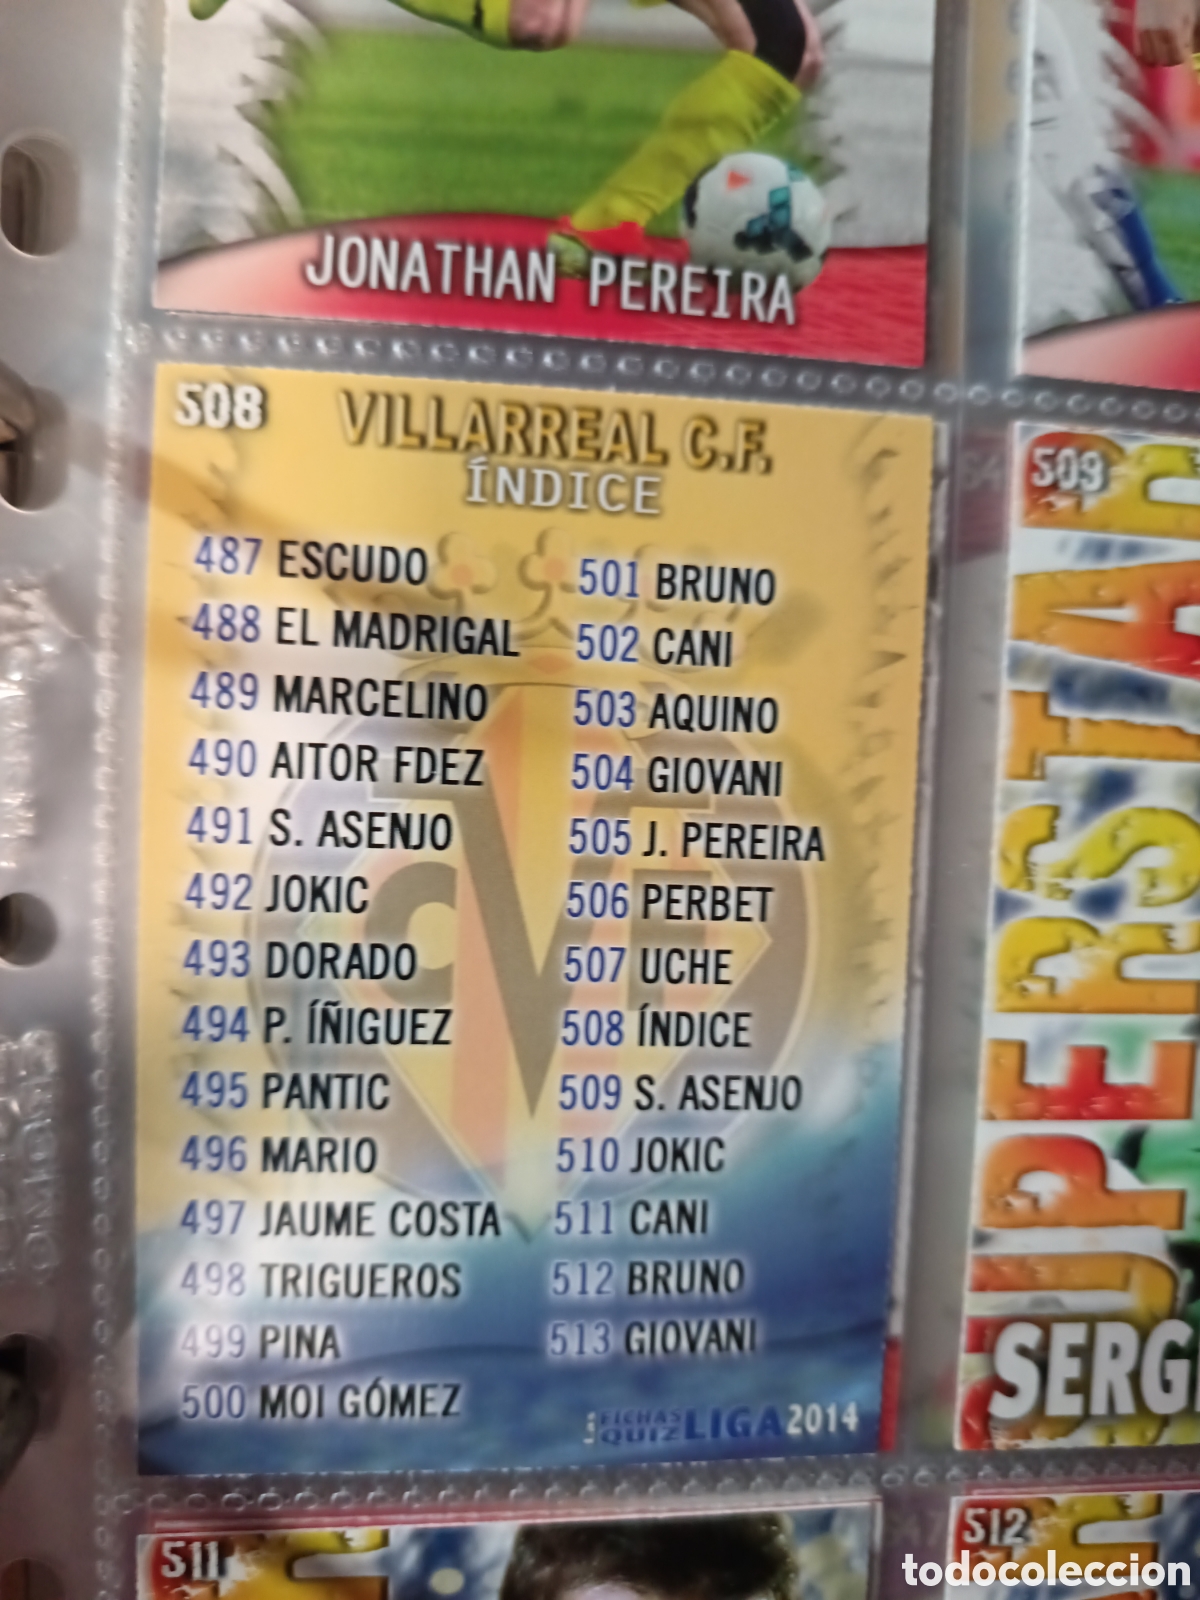 JONATHAN PEREIRA
508
VILLARREAL C.F.
ÍNDICE
487 ESCUDO
488 EL MADRIGAL
489 MARCELINO
490 AITOR FDEZ
491 S. ASENJO
492 JOKIC
493 DORADO
494 P. ÍÑIGUEZ
495 PANTIC
496 MARIO
497 JAUME COSTA
498 TRIGUEROS
499 PINA
500 MOI GÓMEZ
501 BRUNO
502 CANI
503 AQUINO
504 GIOVANI
505 J. PEREIRA
506 PERBET
507 UCHE
508 ÍNDICE
509 S. ASENJO
510 JOKIC
511 CANI
512 BRUNO
513 GIOVANI
FICHAS
QUIZ LIGA 2014
509
SUPERSTAR
SERGI
511
512
todocoleccion